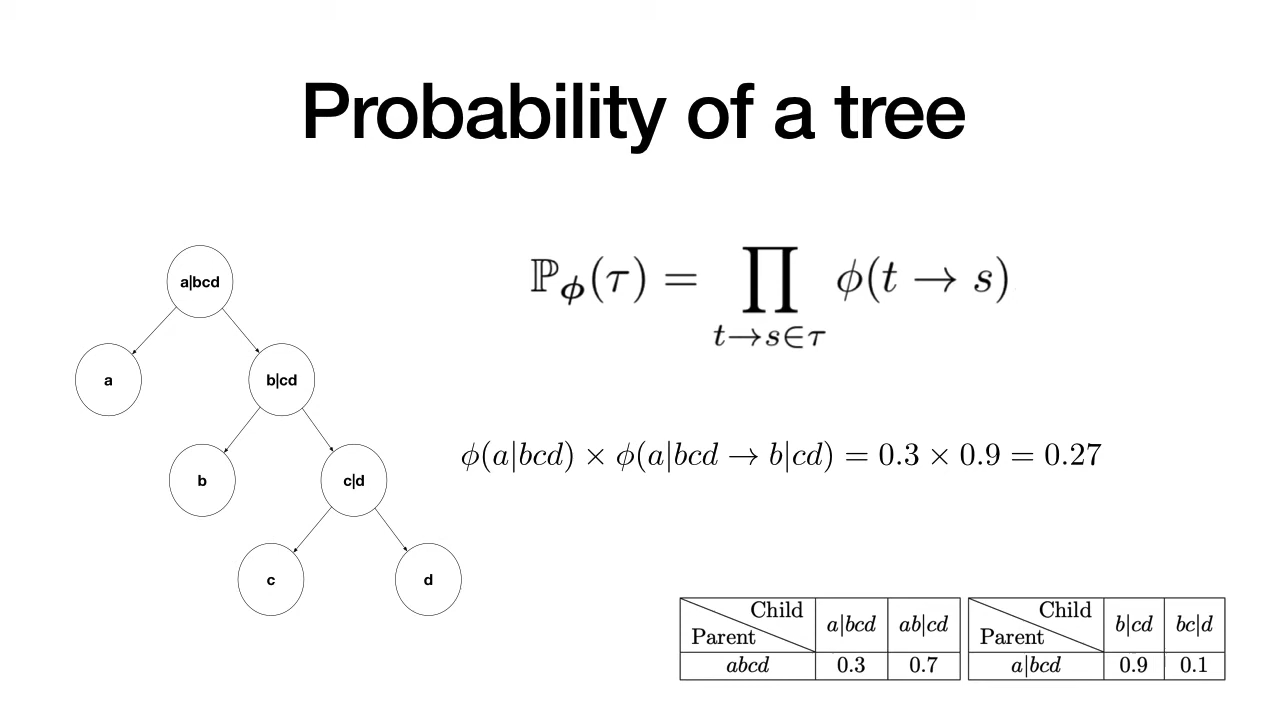 Probability of a tree
a|bcd
a
b|cd
b
c|d
c
d
ℙ_ϕ(τ) = ∏_{t→s∈τ} ϕ(t → s)
ϕ(a|bcd) × ϕ(a|bcd → b|cd) = 0.3 × 0.9 = 0.27
Child a|bcd ab|cd
Parent
abcd 0.3 0.7
Child b|cd bc|d
Parent
a|bcd 0.9 0.1